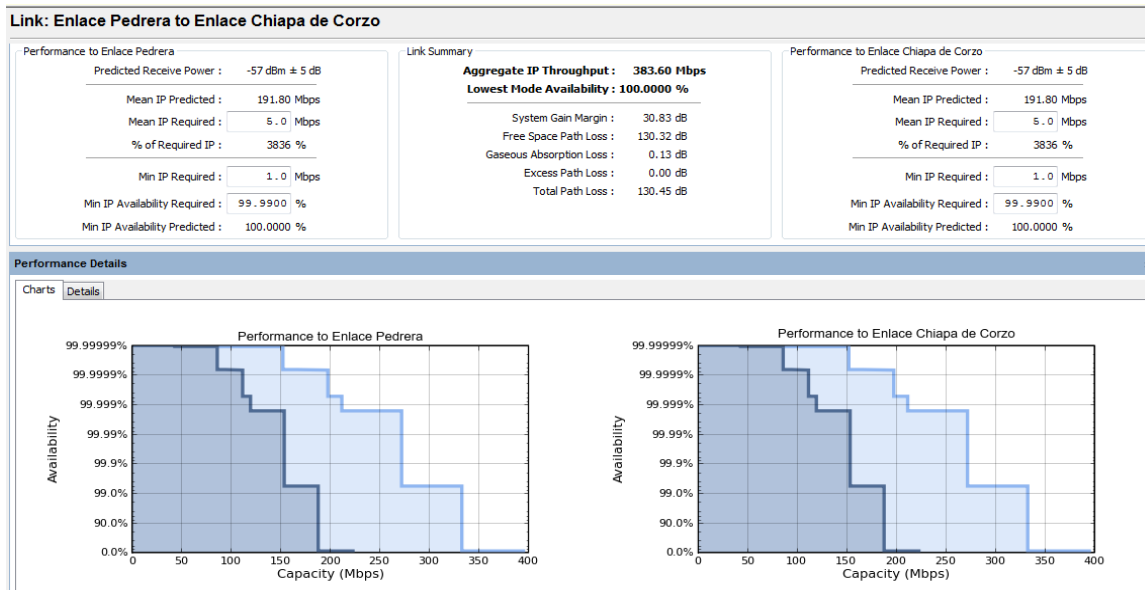 Link: Enlace Pedrera to Enlace Chiapa de Corzo
Performance to Enlace Pedrera
Predicted Receive Power : -57 dBm ± 5 dB
Mean IP Predicted : 191.80 Mbps
Mean IP Required : 5.0 Mbps
% of Required IP : 3836 %
Min IP Required : 1.0 Mbps
Min IP Availability Required : 99.9900 %
Min IP Availability Predicted : 100.0000 %
Link Summary
Aggregate IP Throughput : 383.60 Mbps
Lowest Mode Availability : 100.0000 %
System Gain Margin : 30.83 dB
Free Space Path Loss : 130.32 dB
Gaseous Absorption Loss : 0.13 dB
Excess Path Loss : 0.00 dB
Total Path Loss : 130.45 dB
Performance to Enlace Chiapa de Corzo
Predicted Receive Power : -57 dBm ± 5 dB
Mean IP Predicted : 191.80 Mbps
Mean IP Required : 5.0 Mbps
% of Required IP : 3836 %
Min IP Required : 1.0 Mbps
Min IP Availability Required : 99.9900 %
Min IP Availability Predicted : 100.0000 %
Performance Details
Charts Details
Performance to Enlace Pedrera
99.99999%
99.9999%
99.999%
99.99%
99.9%
99.0%
90.0%
0.0%
Availability
0 50 100 150 200 250 300 350 400
Capacity (Mbps)
Performance to Enlace Chiapa de Corzo
99.99999%
99.9999%
99.999%
99.99%
99.9%
99.0%
90.0%
0.0%
Availability
0 50 100 150 200 250 300 350 400
Capacity (Mbps)